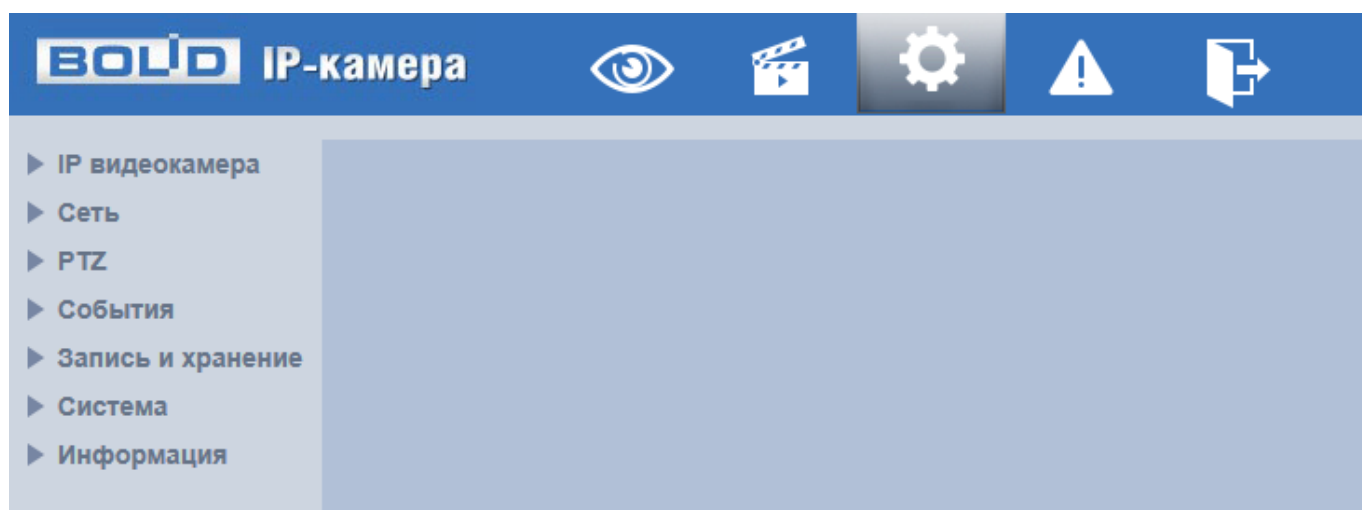 BOLID IP-камера
IP видеокамера
Сеть
PTZ
События
Запись и хранение
Система
Информация